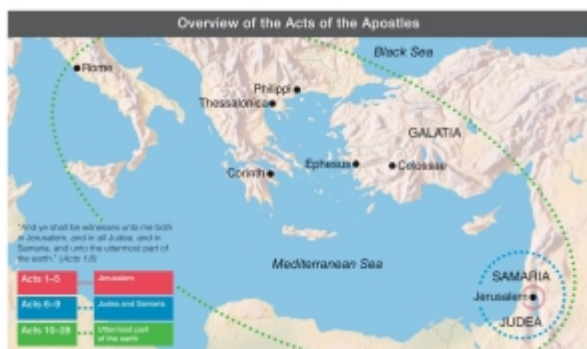 Overview of the Acts of the Apostles
Black Sea
Rome
Philippi
Thessalonica
GALATIA
Ephesus
Colossae
Corinth
"And ye shall be witnesses unto me both
in Jerusalem, and in all Judea, and in
Samaria, and unto the uttermost part of
the earth." (Acts 1:8)
Mediterranean Sea
SAMARIA
Jerusalem
JUDEA
Acts 1–5
Jerusalem
Acts 6–9
Judea and Samaria
Acts 10–28
Uttermost part
of the earth